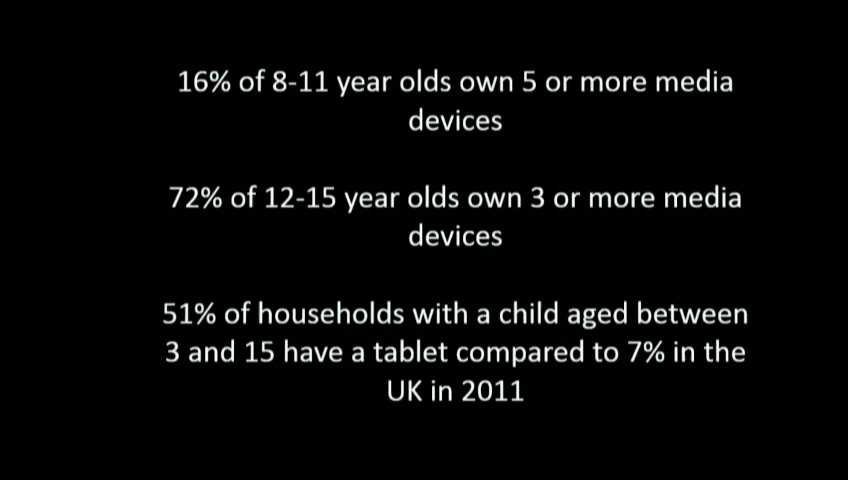 16% of 8-11 year olds own 5 or more media
devices
72% of 12-15 year olds own 3 or more media
devices
51% of households with a child aged between
3 and 15 have a tablet compared to 7% in the
UK in 2011